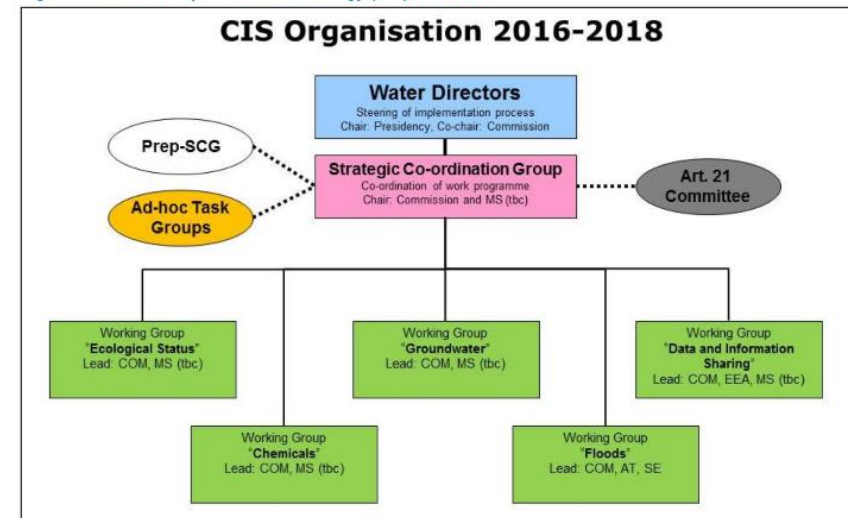 CIS Organisation 2016-2018
Water Directors
Steering of implementation process
Chair: Presidency, Co-chair: Commission
Prep-SCG
Strategic Co-ordination Group
Co-ordination of work programme
Chair: Commission and MS (tbc)
Art. 21
Committee
Ad-hoc Task
Groups
Working Group
"Ecological Status"
Lead: COM, MS (tbc)
Working Group
"Groundwater"
Lead: COM, MS (tbc)
Working Group
"Data and Information
Sharing"
Lead: COM, EEA, MS (tbc)
Working Group
"Chemicals"
Lead: COM, MS (tbc)
Working Group
"Floods"
Lead: COM, AT, SE